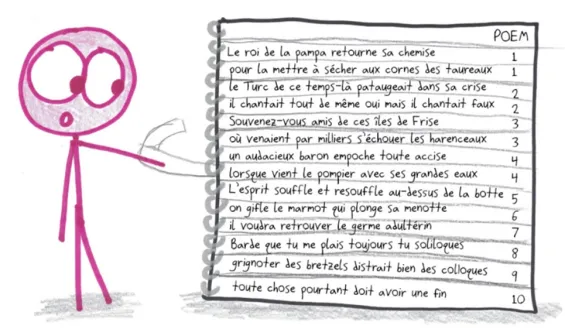 POEM
Le roi de la pampa retourne sa chemise 1
pour la mettre à sécher aux cornes des taureaux 1
le Turc de ce temps-là pataugeait dans sa crise 2
il chantait tout de même oui mais il chantait faux 2
Souvenez-vous amis de ces îles de Frise 3
où venaient par milliers s'échouer les harenceaux 3
un audacieux baron empoche toute accise 4
lorsque vient le pompier avec ses grandes eaux 4
L'esprit souffle et resouffle au-dessus de la botte 5
on gifle le marmot qui plonge sa menotte 6
il voudra retrouver le germe adultérin 7
Barde que tu me plais toujours tu soliloques 8
grignoter des bretzels distrait bien des colloques 9
toute chose pourtant doit avoir une fin 10